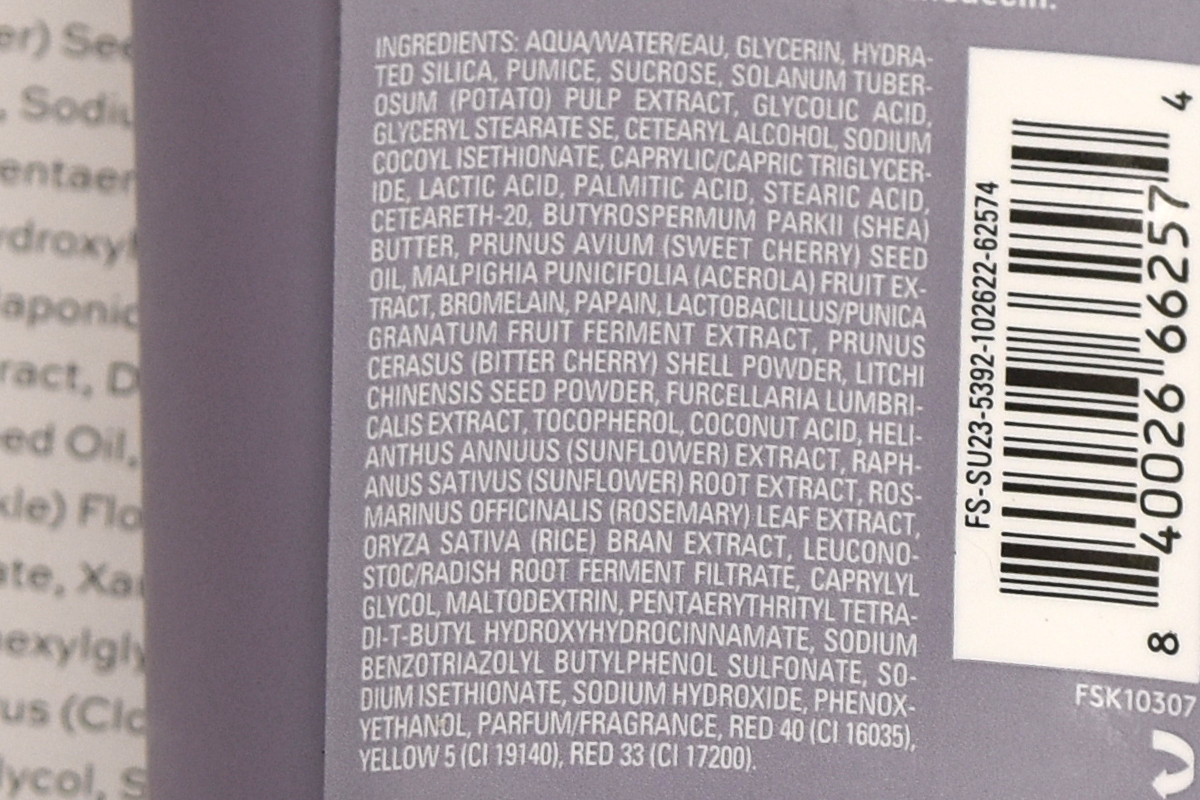 INGREDIENTS: AQUA/WATER/EAU, GLYCERIN, HYDRA-
TED SILICA, PUMICE, SUCROSE, SOLANUM TUBER-
OSUM (POTATO) PULP EXTRACT, GLYCOLIC ACID,
GLYCERYL STEARATE SE, CETEARYL ALCOHOL, SODIUM
COCOYL ISETHIONATE, CAPRYLIC/CAPRIC TRIGLYCER-
IDE, LACTIC ACID, PALMITIC ACID, STEARIC ACID,
CETEARETH-20, BUTYROSPERMUM PARKII (SHEA)
BUTTER, PRUNUS AVIUM (SWEET CHERRY) SEED
OIL, MALPIGHIA PUNICIFOLIA (ACEROLA) FRUIT EX-
TRACT, BROMELAIN, PAPAIN, LACTOBACILLUS/PUNICA
GRANATUM FRUIT FERMENT EXTRACT, PRUNUS
CERASUS (BITTER CHERRY) SHELL POWDER, LITCHI
CHINENSIS SEED POWDER, FURCELLARIA LUMBRI-
CALIS EXTRACT, TOCOPHEROL, COCONUT ACID, HELI-
ANTHUS ANNUUS (SUNFLOWER) EXTRACT, RAPH-
ANUS SATIVUS (SUNFLOWER) ROOT EXTRACT, ROS-
MARINUS OFFICINALIS (ROSEMARY) LEAF EXTRACT,
ORYZA SATIVA (RICE) BRAN EXTRACT, LEUCONO-
STOC/RADISH ROOT FERMENT FILTRATE, CAPRYLYL
GLYCOL, MALTODEXTRIN, PENTAERYTHRITYL TETRA-
DI-T-BUTYL HYDROXYHYDROCINNAMATE, SODIUM
BENZOTRIAZOLYL BUTYLPHENOL SULFONATE, SO-
DIUM ISETHIONATE, SODIUM HYDROXIDE, PHENOX-
YETHANOL, PARFUM/FRAGRANCE, RED 40 (CI 16035),
YELLOW 5 (CI 19140), RED 33 (CI 17200).
FS-SU23-5392-102622-62574
8 40026 66257 4
FSK10307
er) See
, Sodiu
entaer
ydroxyh
aponic
ract, D
ed Oil,
kle) Flo
ate, Xa
hexylgly
us (Clo
lycol, S